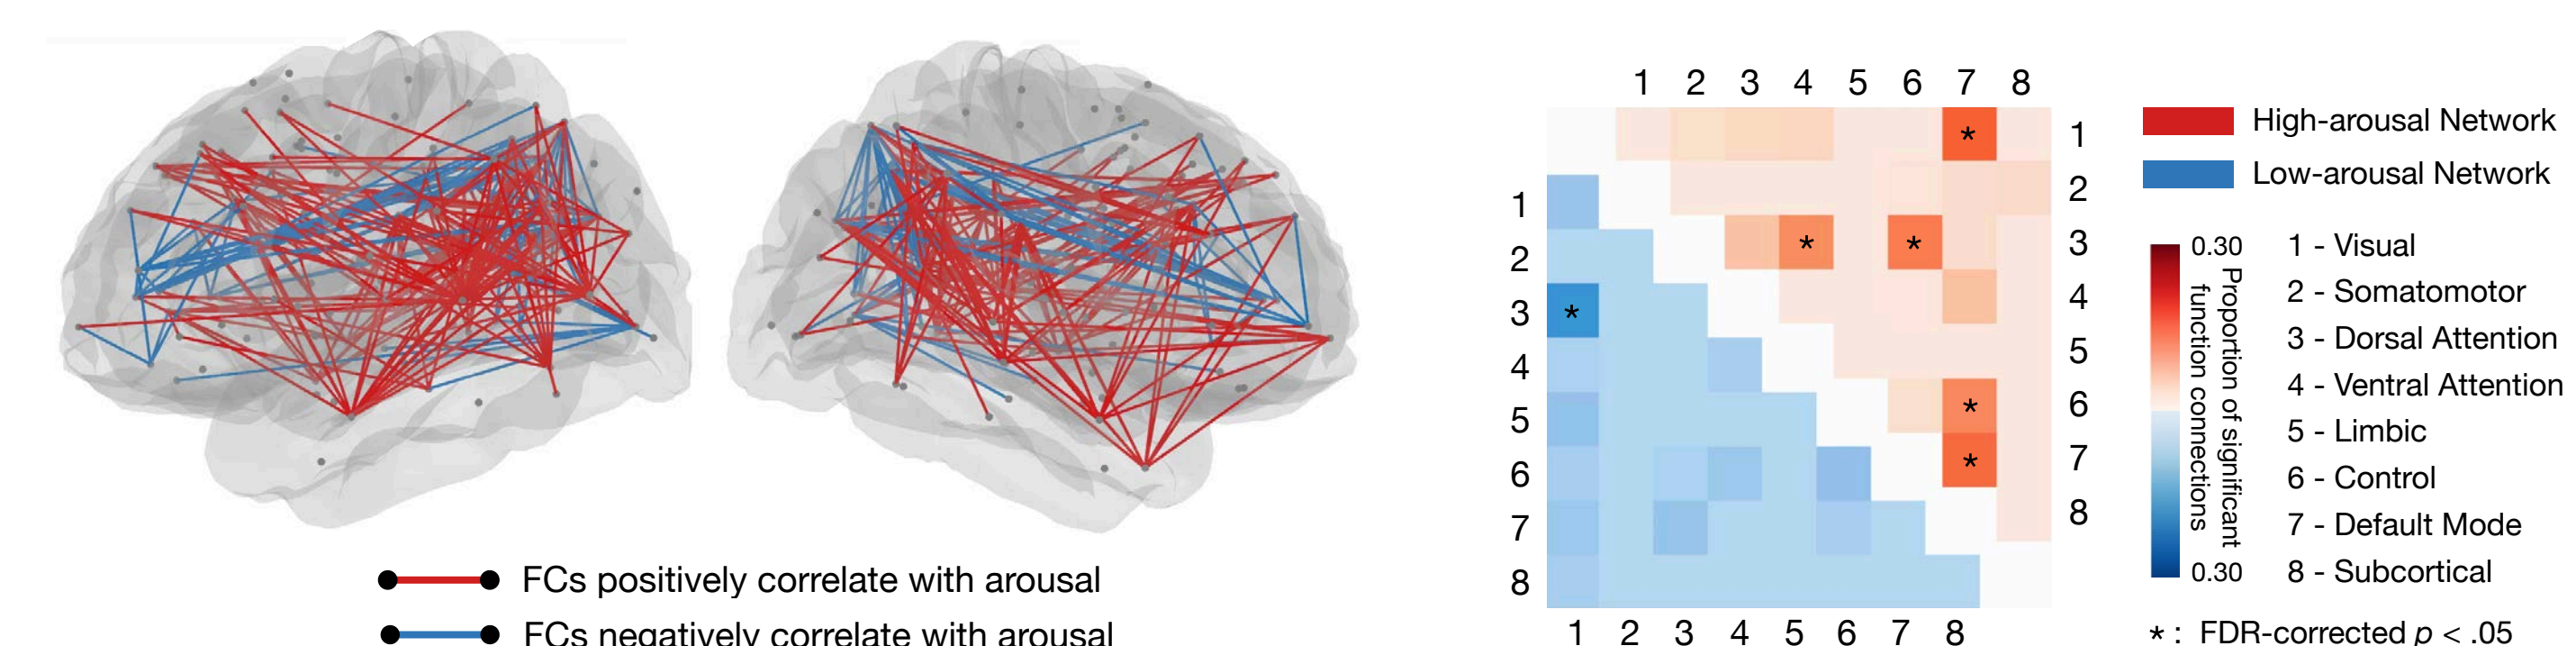 1 2 3 4 5 6 7 8
1
2
3
4
5
6
7
8
*
* *
*
*
1
2
3
4
5
6
7
8
*
1 2 3 4 5 6 7 8
FCs positively correlate with arousal
FCs negatively correlate with arousal
High-arousal Network
Low-arousal Network
0.30
Proportion of significant
function connections
0.30
1 - Visual
2 - Somatomotor
3 - Dorsal Attention
4 - Ventral Attention
5 - Limbic
6 - Control
7 - Default Mode
8 - Subcortical
* : FDR-corrected p < .05